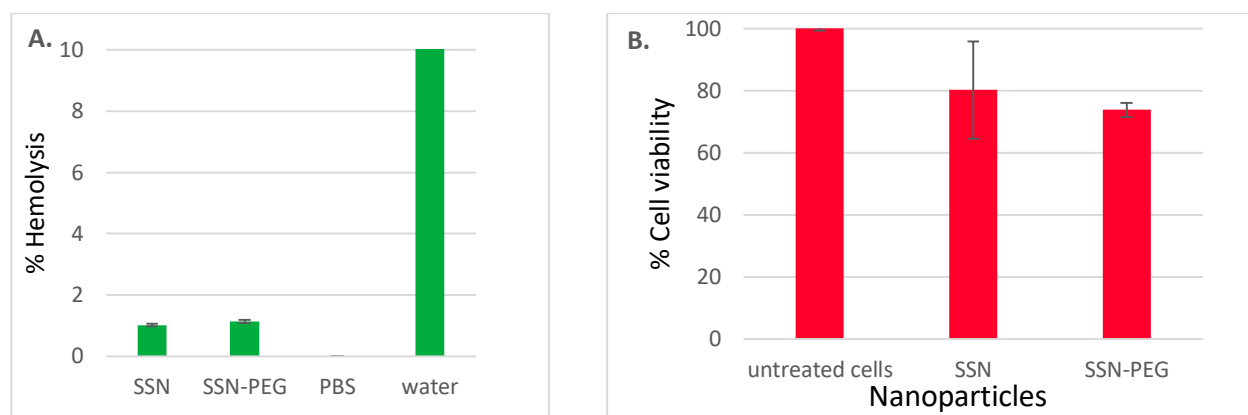 A.
% Hemolysis
10
8
6
4
2
0
SSN SSN-PEG PBS water
B.
% Cell viability
100
80
60
40
20
0
untreated cells SSN SSN-PEG
Nanoparticles